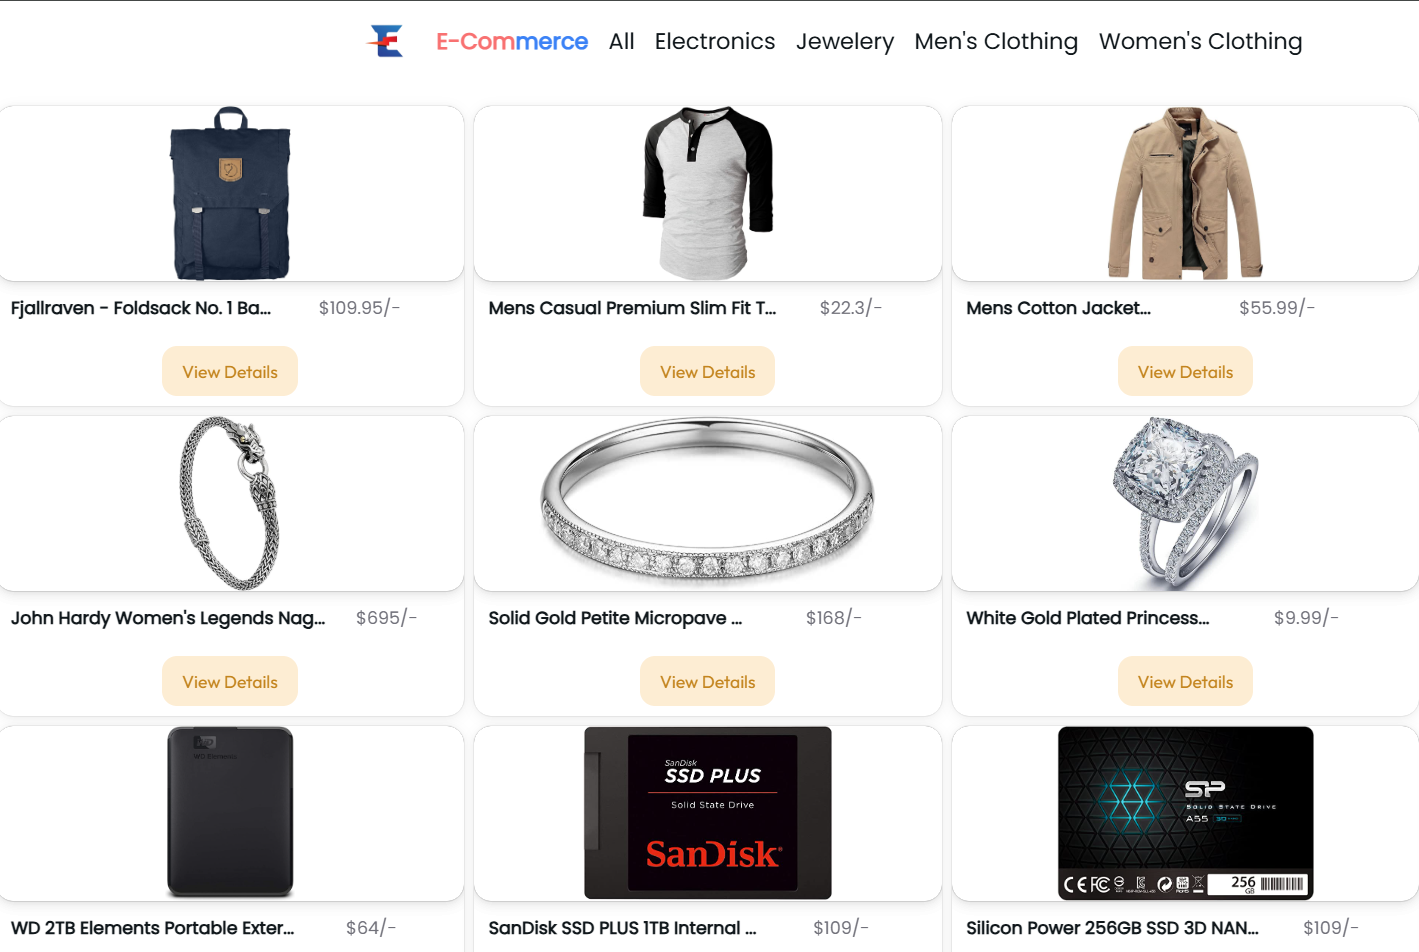 E-Commerce All Electronics Jewelery Men's Clothing Women's Clothing
Fjallraven - Foldsack No. 1 Ba... $109.95/-
Mens Casual Premium Slim Fit T... $22.3/-
Mens Cotton Jacket... $55.99/-
View Details
View Details
View Details
John Hardy Women's Legends Nag... $695/-
Solid Gold Petite Micropave ... $168/-
White Gold Plated Princess... $9.99/-
View Details
View Details
View Details
WD
WD Elements
SanDisk
SSD PLUS
Solid State Drive
SanDisk
SP
SOLID STATE DRIVE
A55
256
GB
WD 2TB Elements Portable Exter... $64/-
SanDisk SSD PLUS 1TB Internal ... $109/-
Silicon Power 256GB SSD 3D NAN... $109/-